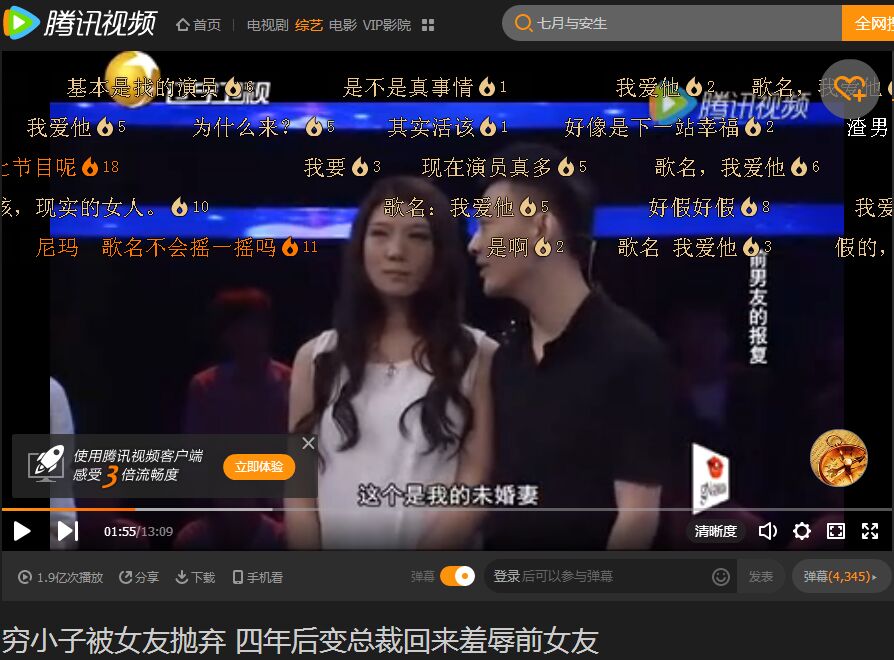 腾讯视频 首页 电视剧 综艺 电影 VIP影院 七月与安生 全网搜
基本是找的演员 6 是不是真事情 1 我爱他 2 歌名，我爱他
腾讯视频
我爱他 5 为什么来？ 5 其实活该 1 好像是下一站幸福 2 渣男
节目呢 18 我要 3 现在演员真多 5 歌名，我爱他 6
，现实的女人。 10 歌名：我爱他 5 好假好假 8 我爱
尼玛 歌名不会摇一摇吗 11 是啊 2 歌名 我爱他 3 假的，
前男友的报复
使用腾讯视频客户端
感受3倍流畅度
立即体验
这个是我的未婚妻
01:55/13:09 清晰度
1.9亿次播放 分享 下载 手机看 弹幕 登录后可以参与弹幕 发表 弹幕(4,345)
穷小子被女友抛弃 四年后变总裁回来羞辱前女友